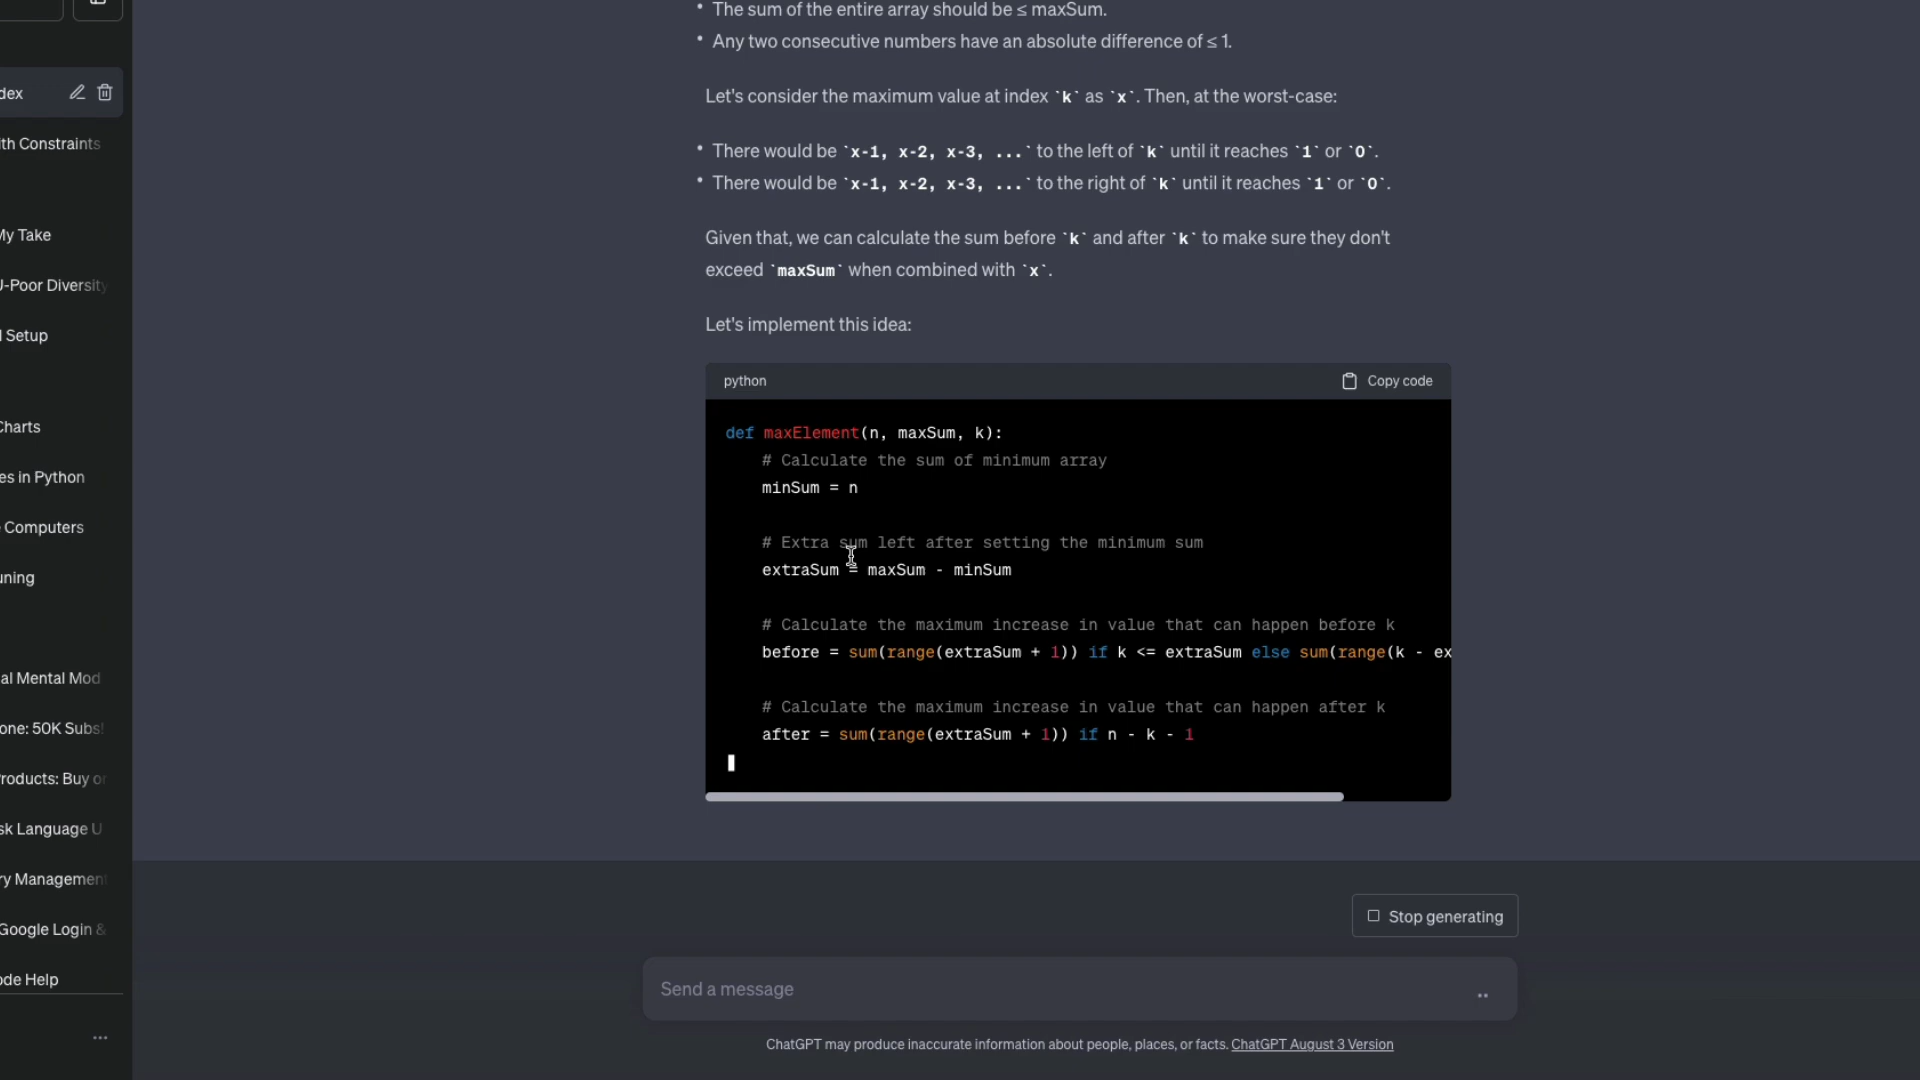 dex
ith Constraints
My Take
U-Poor Diversity
l Setup
Charts
es in Python
Computers
uning
al Mental Mod
one: 50K Subs!
Products: Buy or
sk Language U
ry Management
Google Login &
ode Help
...
• The sum of the entire array should be ≤ maxSum.
• Any two consecutive numbers have an absolute difference of ≤ 1.
Let's consider the maximum value at index `k` as `x`. Then, at the worst-case:
• There would be `x-1, x-2, x-3, ...` to the left of `k` until it reaches `1` or `0`.
• There would be `x-1, x-2, x-3, ...` to the right of `k` until it reaches `1` or `0`.
Given that, we can calculate the sum before `k` and after `k` to make sure they don't
exceed `maxSum` when combined with `x`.
Let's implement this idea:
python
Copy code
def maxElement(n, maxSum, k):
# Calculate the sum of minimum array
minSum = n
# Extra sum left after setting the minimum sum
extraSum = maxSum - minSum
# Calculate the maximum increase in value that can happen before k
before = sum(range(extraSum + 1)) if k <= extraSum else sum(range(k - ex
# Calculate the maximum increase in value that can happen after k
after = sum(range(extraSum + 1)) if n - k - 1
Stop generating
Send a message
ChatGPT may produce inaccurate information about people, places, or facts. ChatGPT August 3 Version